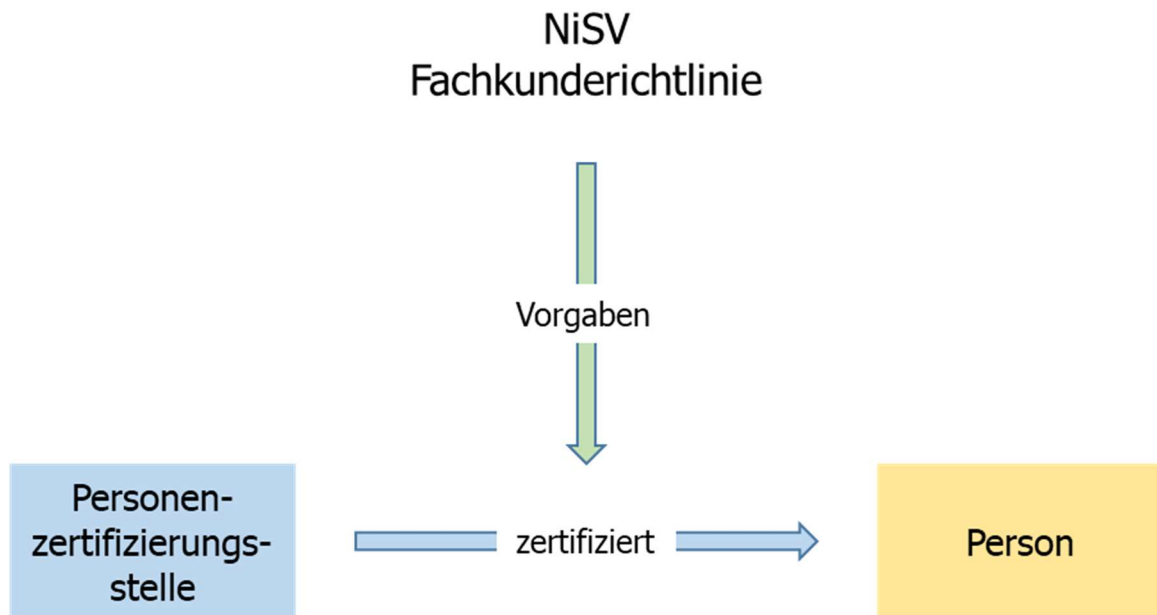 NiSV
Fachkunderichtlinie
Vorgaben
Personen-
zertifizierungs-
stelle
zertifiziert
Person